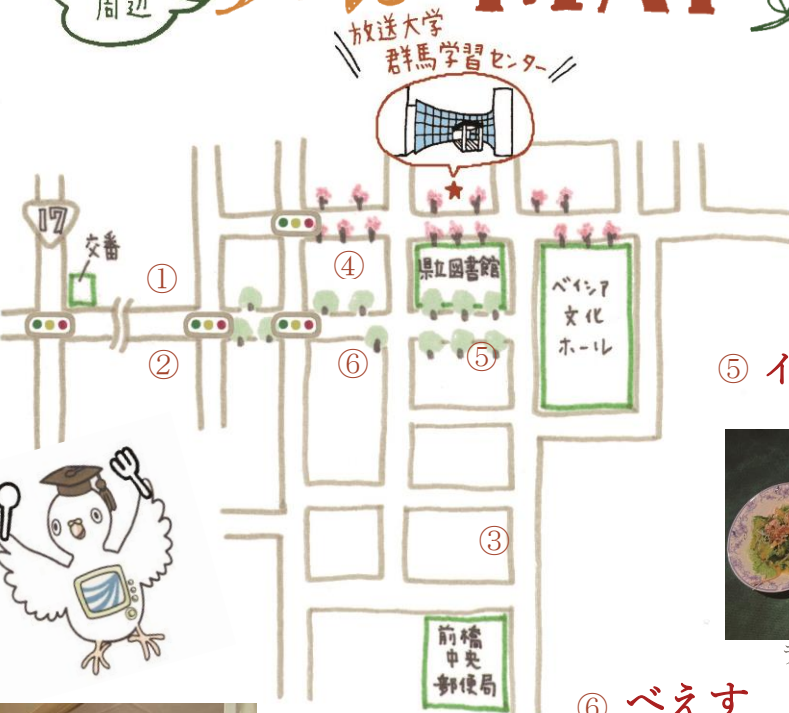 周辺
放送大学
群馬学習センター
17
交番
①
④
県立図書館
ベイシア
文化
ホール
②
⑥
⑤
⑤ イ
③
前橋
中央
郵便局
⑥ べえす